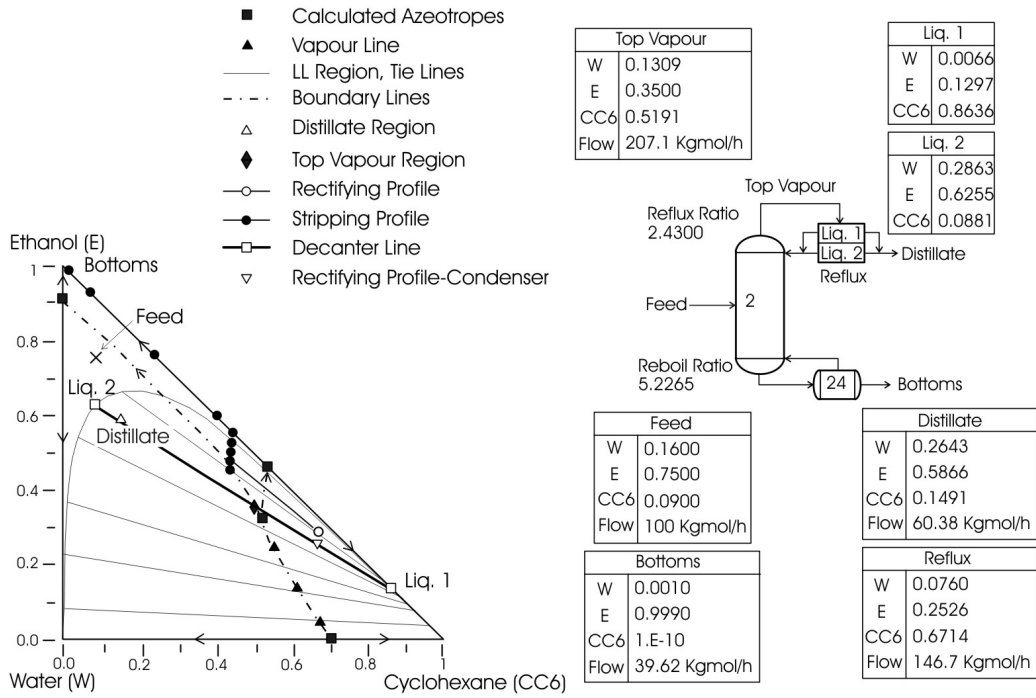 Calculated Azeotropes
Vapour Line
LL Region, Tie Lines
Boundary Lines
Distillate Region
Top Vapour Region
Rectifying Profile
Stripping Profile
Decanter Line
Rectifying Profile-Condenser
Ethanol (E)
1
Bottoms
Feed
0.8
Liq. 2
0.6
Distillate
0.4
0.2
Liq. 1
0.0
0.0 0.2 0.4 0.6 0.8 1
Water (W)
Cyclohexane (CC6)
Top Vapour
W 0.1309
E 0.3500
CC6 0.5191
Flow 207.1 Kgmol/h
Liq. 1
W 0.0066
E 0.1297
CC6 0.8636
Liq. 2
W 0.2863
E 0.6255
CC6 0.0881
Top Vapour
Reflux Ratio
2.4300
Liq. 1
Liq. 2
Distillate
Reflux
Feed
2
Reboil Ratio
5.2265
24
Bottoms
Feed
W 0.1600
E 0.7500
CC6 0.0900
Flow 100 Kgmol/h
Distillate
W 0.2643
E 0.5866
CC6 0.1491
Flow 60.38 Kgmol/h
Bottoms
W 0.0010
E 0.9990
CC6 1.E-10
Flow 39.62 Kgmol/h
Reflux
W 0.0760
E 0.2526
CC6 0.6714
Flow 146.7 Kgmol/h